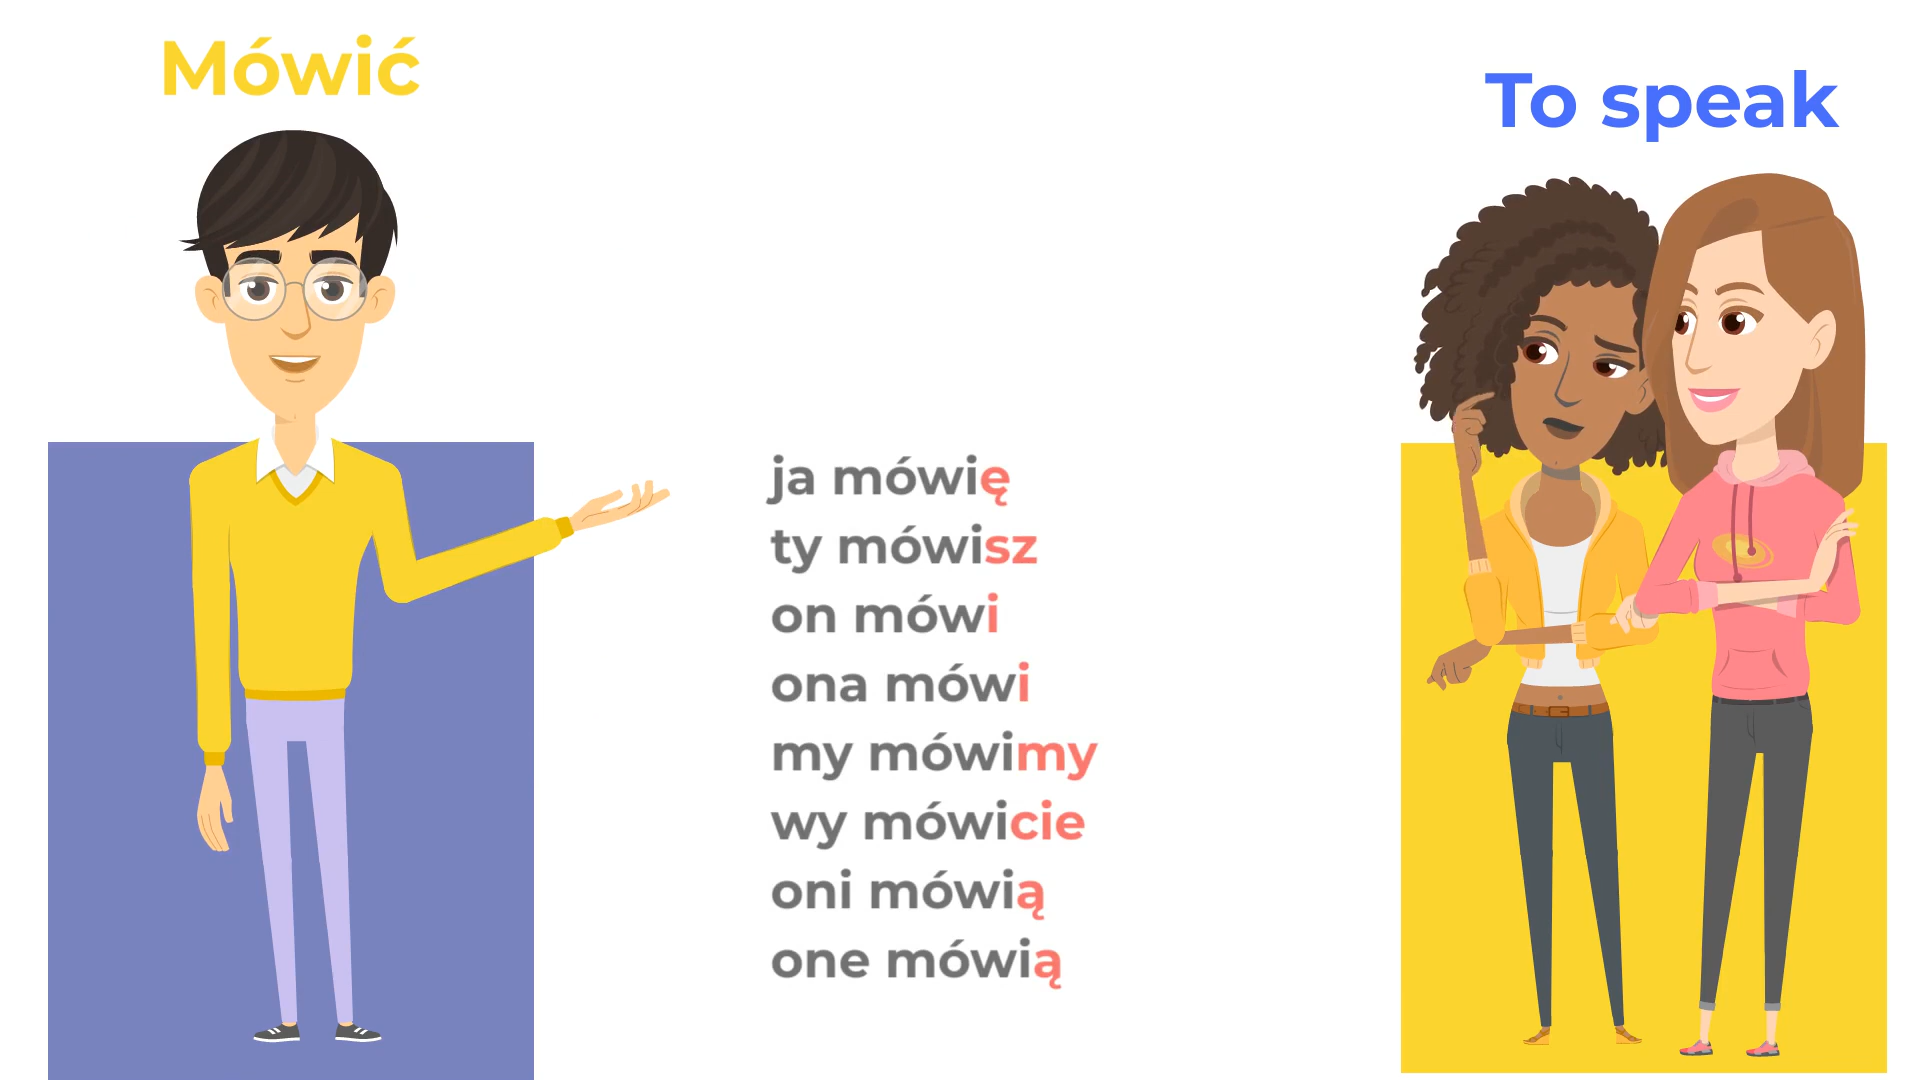 Mówić
To speak
ja mówię
ty mówisz
on mówi
ona mówi
my mówimy
wy mówicie
oni mówią
one mówią